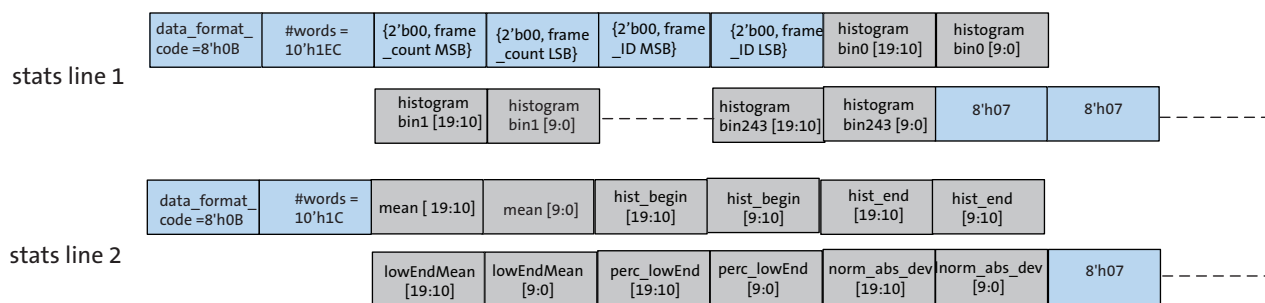 data_format_
code =8'h0B
#words =
10'h1EC
{2'b00, frame
_count MSB}
{2'b00, frame
_count LSB}
{2'b00, frame
_ID MSB}
{2'b00, frame
_ID LSB}
histogram
bin0 [19:10]
histogram
bin0 [9:0]
stats line 1
histogram
bin1 [19:10]
histogram
bin1 [9:0]
histogram
bin243 [19:10]
histogram
bin243 [9:0]
8'h07
8'h07
data_format_
code =8'h0B
#words =
10'h1C
mean [ 19:10]
mean [9:0]
hist_begin
[19:10]
hist_begin
[9:10]
hist_end
[19:10]
hist_end
[9:10]
stats line 2
lowEndMean
[19:10]
lowEndMean
[9:0]
perc_lowEnd
[19:10]
perc_lowEnd
[9:0]
norm_abs_dev
[19:10]
lnorm_abs_dev
[9:0]
8'h07